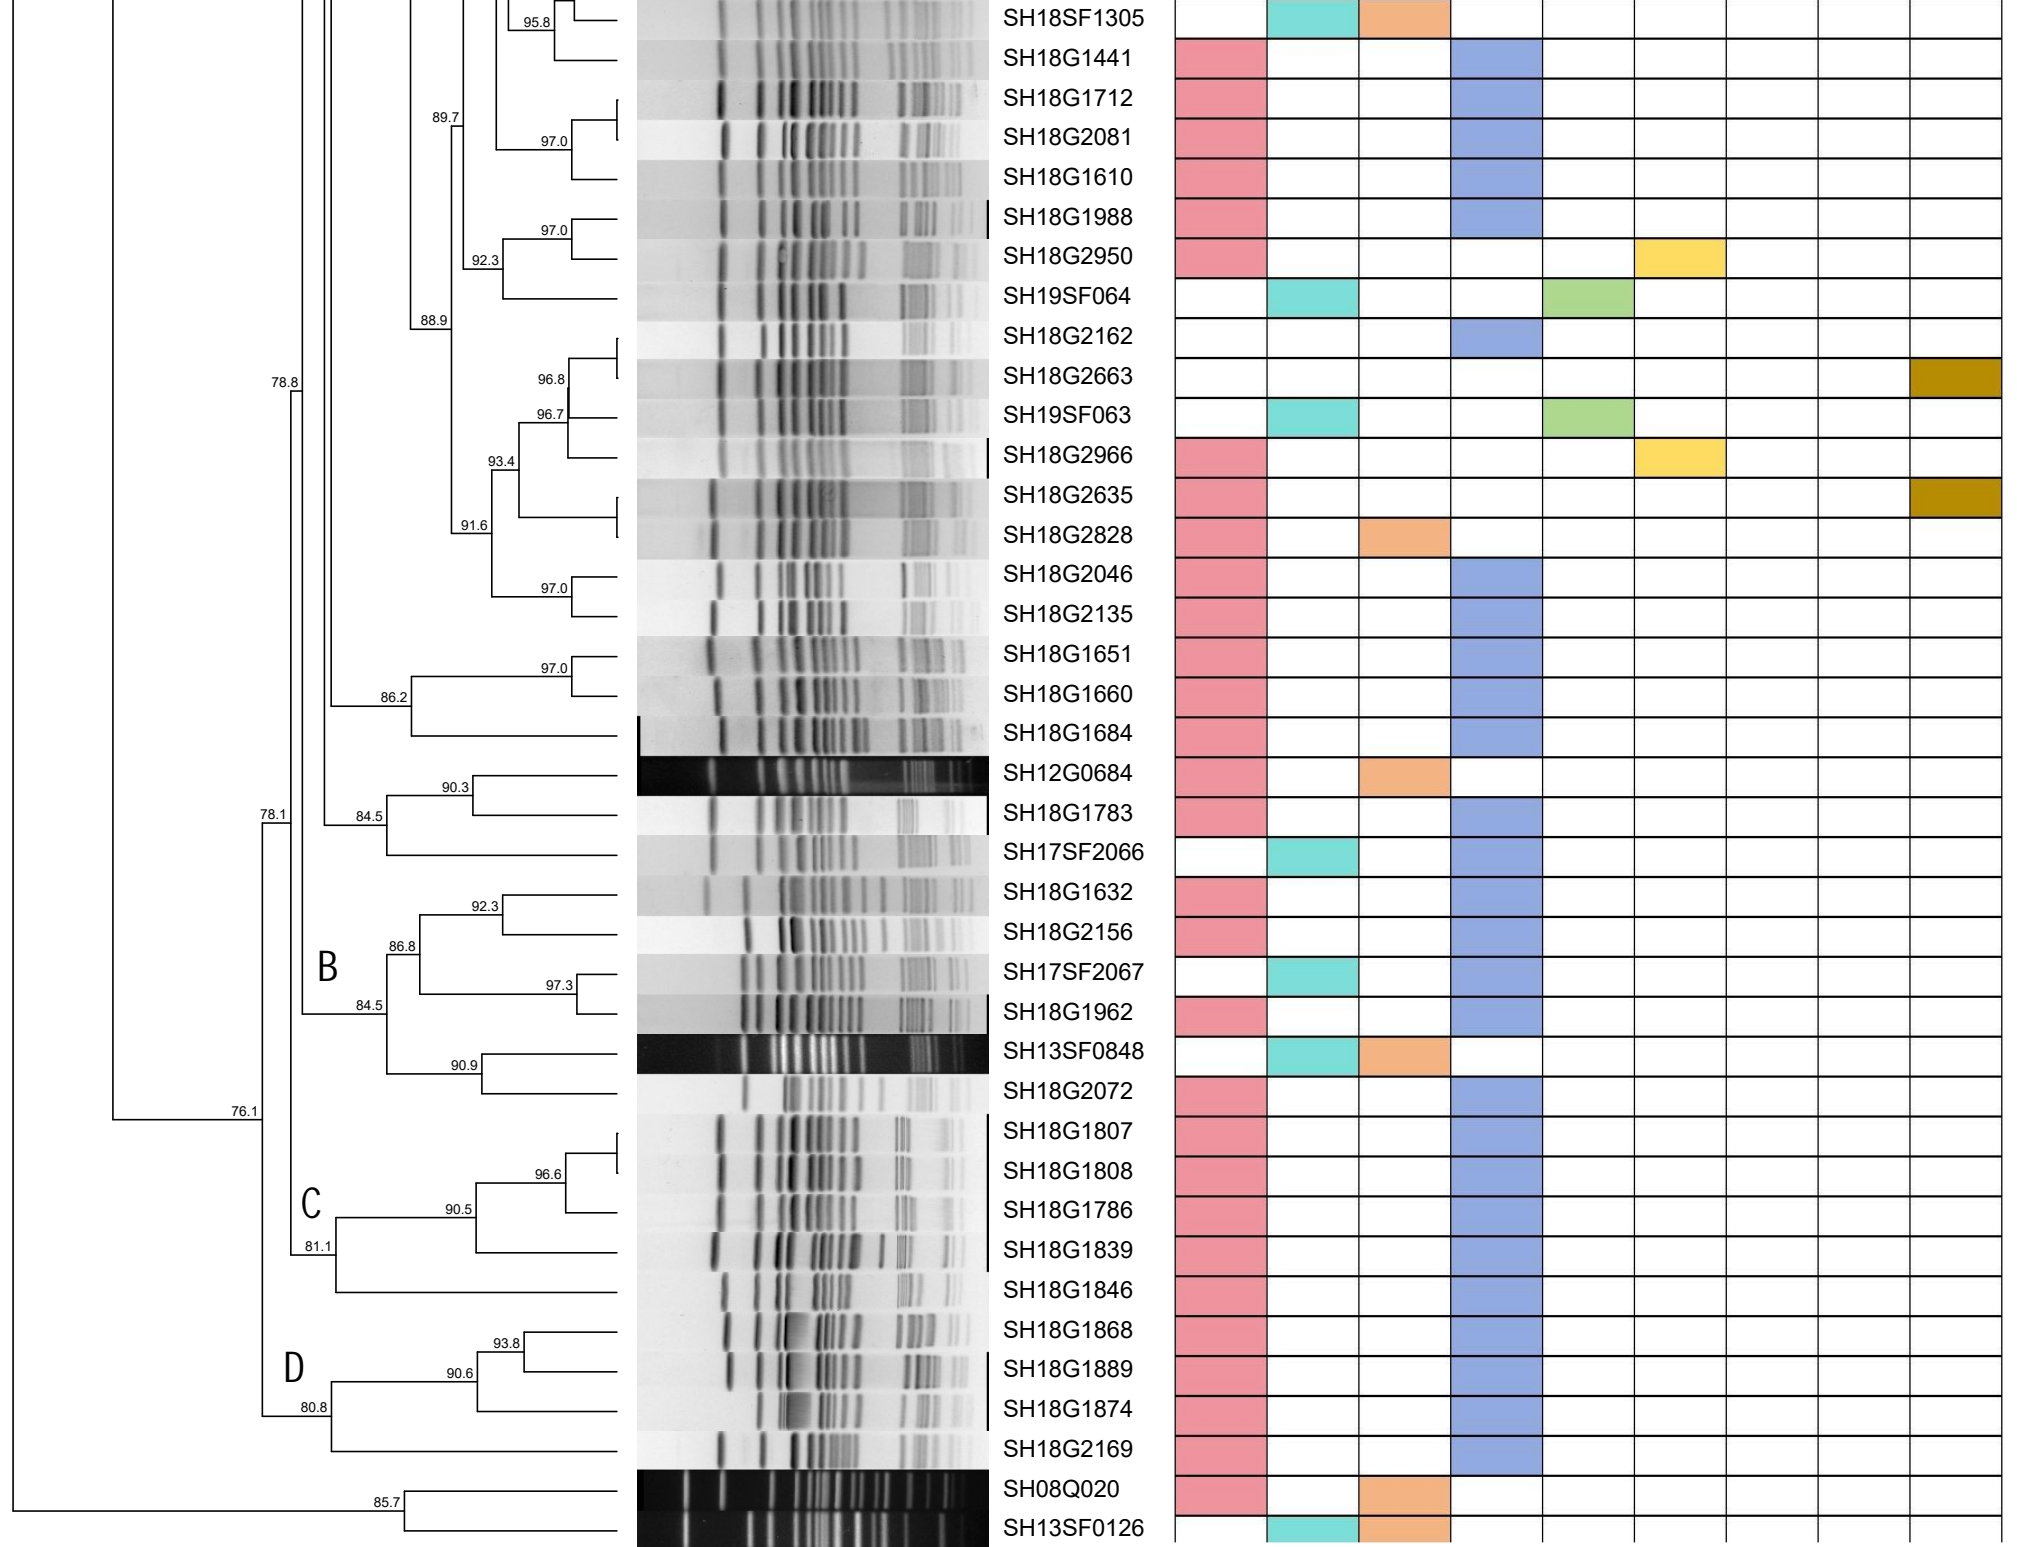 95.8 SH18SF1305
SH18G1441
SH18G1712
89.7 SH18G2081
97.0
SH18G1610
SH18G1988
97.0 SH18G2950
92.3
SH19SF064
88.9 SH18G2162
96.8 SH18G2663
78.8
96.7 SH19SF063
93.4 SH18G2966
SH18G2635
91.6 SH18G2828
SH18G2046
97.0
SH18G2135
SH18G1651
97.0
86.2 SH18G1660
SH18G1684
SH12G0684
90.3
78.1 84.5 SH18G1783
SH17SF2066
SH18G1632
92.3
SH18G2156
86.8
B SH17SF2067
97.3
84.5 SH18G1962
SH13SF0848
90.9
SH18G2072
76.1
SH18G1807
96.6 SH18G1808
C 90.5 SH18G1786
81.1 SH18G1839
SH18G1846
SH18G1868
93.8
D 90.6 SH18G1889
80.8 SH18G1874
SH18G2169
SH08Q020
85.7
SH13SF0126